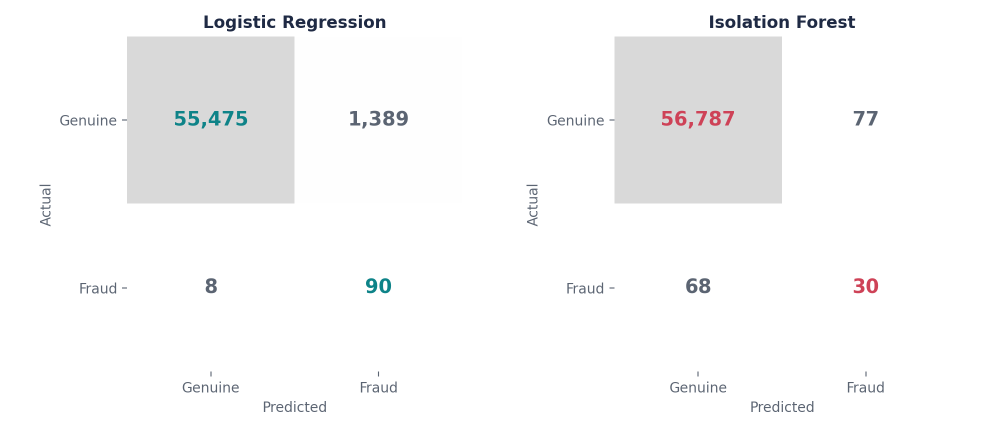 Logistic Regression
Actual
Genuine
55,475
1,389
Fraud
8
90
Genuine
Fraud
Predicted
Isolation Forest
Actual
Genuine
56,787
77
Fraud
68
30
Genuine
Fraud
Predicted